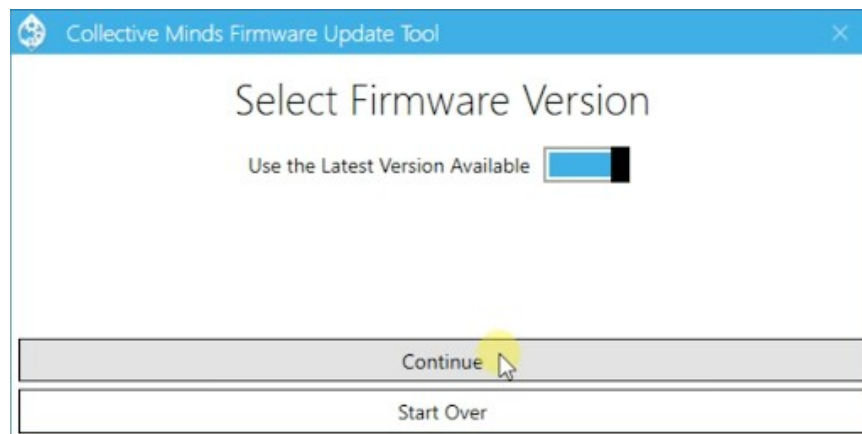 Collective Minds Firmware Update Tool
Select Firmware Version
Use the Latest Version Available
Continue
Start Over